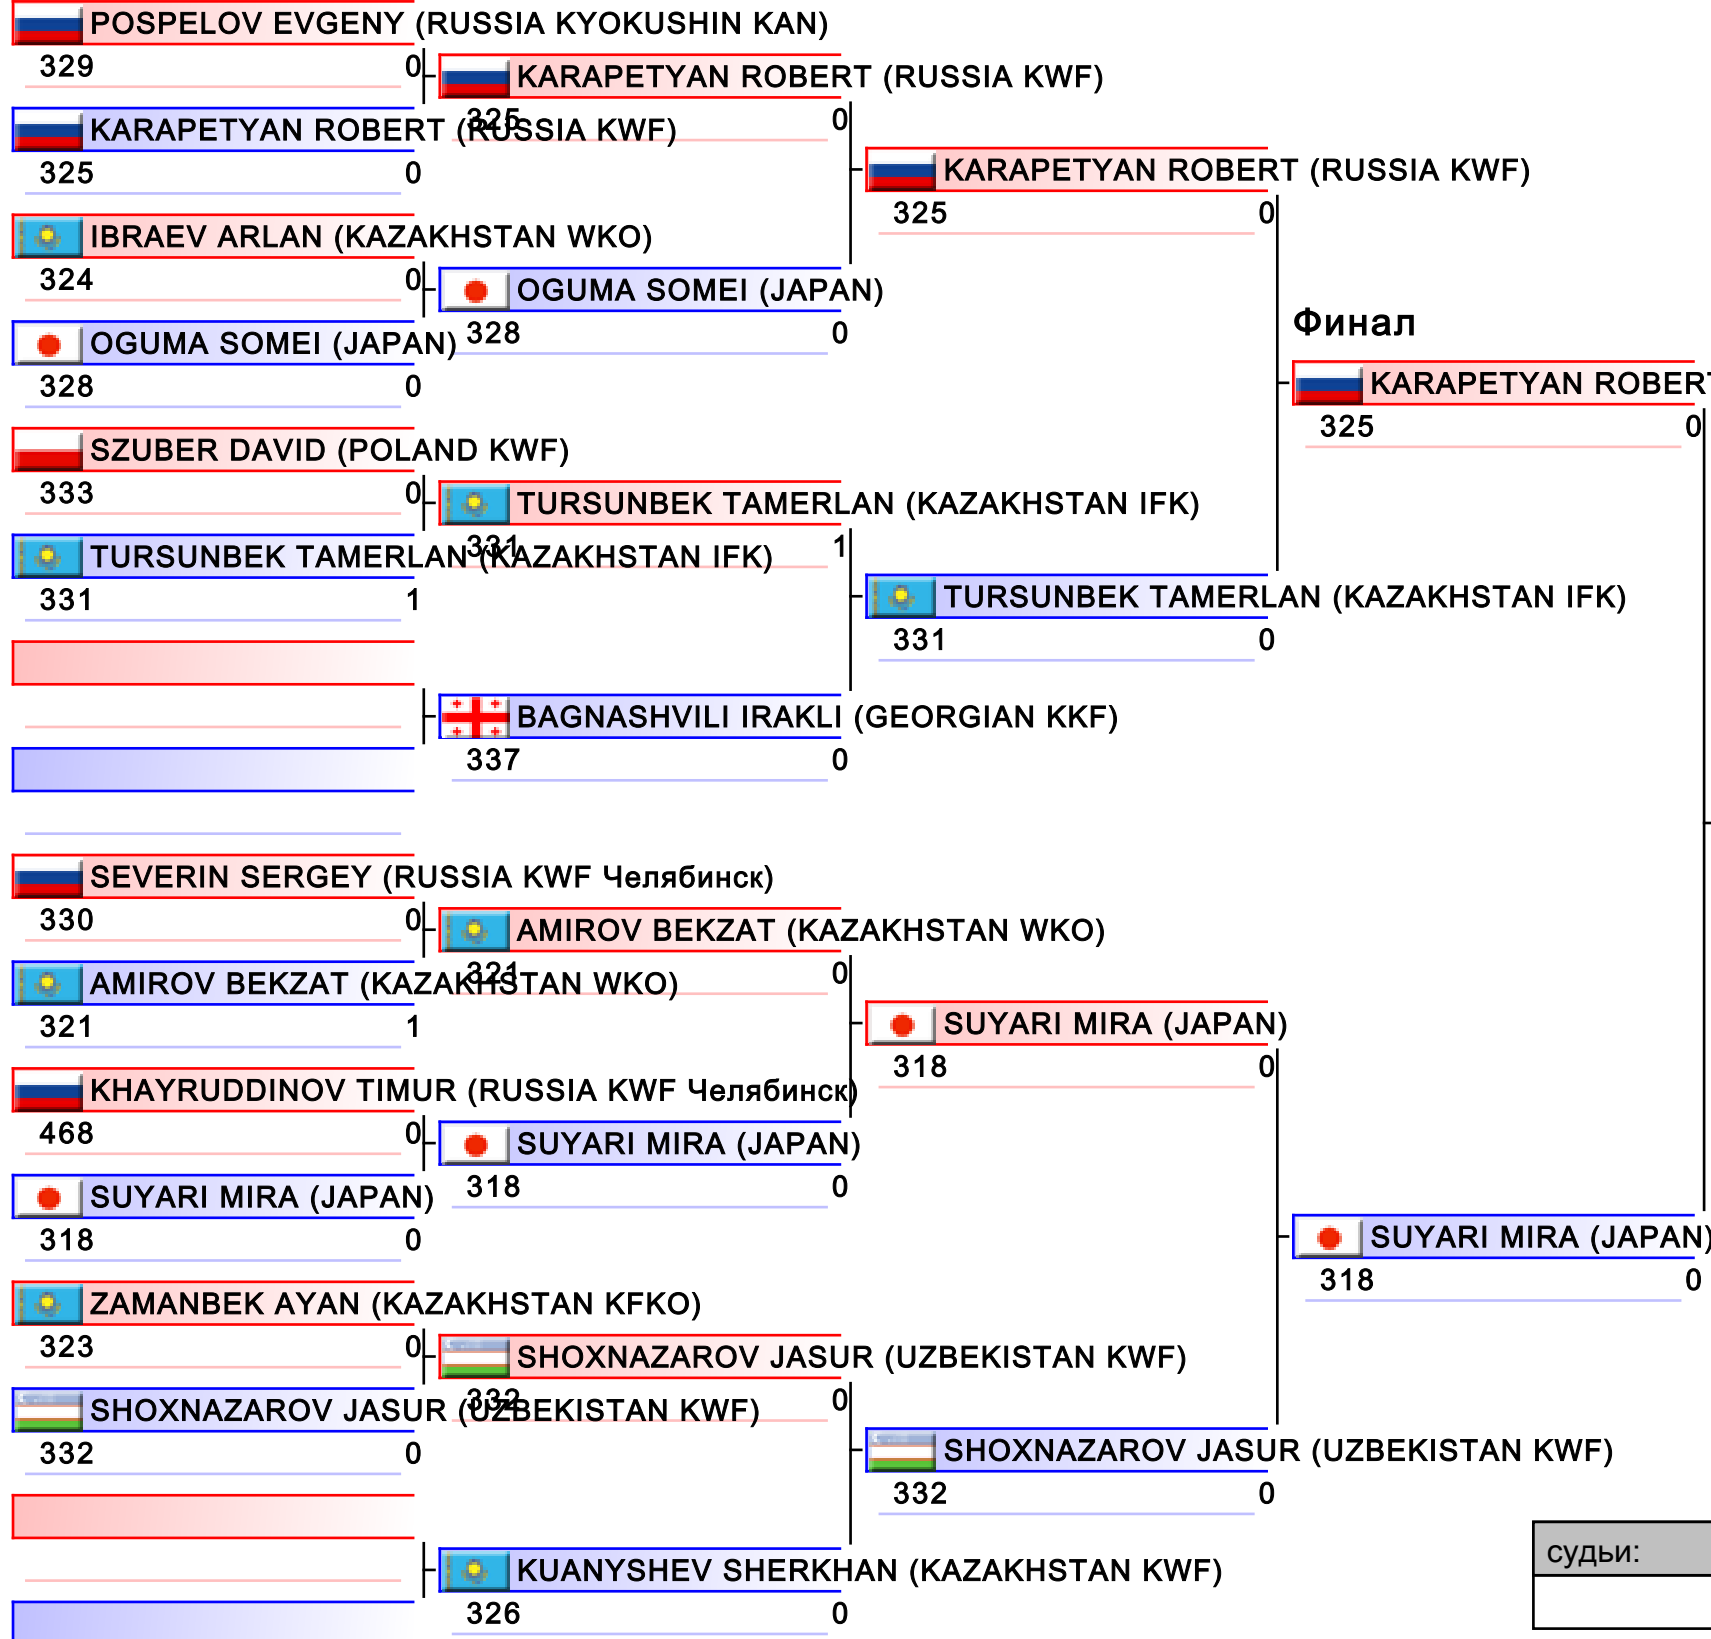 POSPELOV EVGENY (RUSSIA KYOKUSHIN KAN)
329 0
KARAPETYAN ROBERT (RUSSIA KWF)
325 0
KARAPETYAN ROBERT (RUSSIA KWF)
325 0
IBRAEV ARLAN (KAZAKHSTAN WKO)
324 0
OGUMA SOMEI (JAPAN)
328 0
OGUMA SOMEI (JAPAN)
328 0
KARAPETYAN ROBERT (RUSSIA KWF)
325 0
SZUBER DAVID (POLAND KWF)
333 0
TURSUNBEK TAMERLAN (KAZAKHSTAN IFK)
331 1
TURSUNBEK TAMERLAN (KAZAKHSTAN IFK)
331 1
BAGNASHVILI IRAKLI (GEORGIAN KKF)
337 0
TURSUNBEK TAMERLAN (KAZAKHSTAN IFK)
331 0
Финал
KARAPETYAN ROBERT
325 0
SEVERIN SERGEY (RUSSIA KWF Челябинск)
330 0
AMIROV BEKZAT (KAZAKHSTAN WKO)
321 1
AMIROV BEKZAT (KAZAKHSTAN WKO)
321 0
KHAYRUDDINOV TIMUR (RUSSIA KWF Челябинск)
468 0
SUYARI MIRA (JAPAN)
318 0
SUYARI MIRA (JAPAN)
318 0
SUYARI MIRA (JAPAN)
318 0
ZAMANBEK AYAN (KAZAKHSTAN KFKO)
323 0
SHOXNAZAROV JASUR (UZBEKISTAN KWF)
332 0
SHOXNAZAROV JASUR (UZBEKISTAN KWF)
332 0
KUANYSHEV SHERKHAN (KAZAKHSTAN KWF)
326 0
SHOXNAZAROV JASUR (UZBEKISTAN KWF)
332 0
SUYARI MIRA (JAPAN)
318 0
судьи: